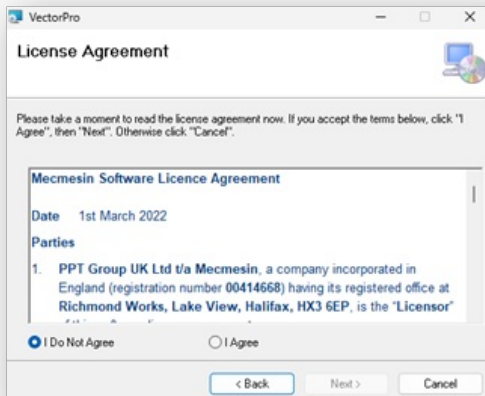 VectorPro
License Agreement
Please take a moment to read the license agreement now. If you accept the terms below, click "I
Agree", then "Next". Otherwise click "Cancel".
Mecmesin Software Licence Agreement
Date 1st March 2022
Parties
1. PPT Group UK Ltd t/a Mecmesin, a company incorporated in
England (registration number 00414668) having its registered office at
Richmond Works, Lake View, Halifax, HX3 6EP, is the "Licensor"
I Do Not Agree
I Agree
< Back
Next >
Cancel